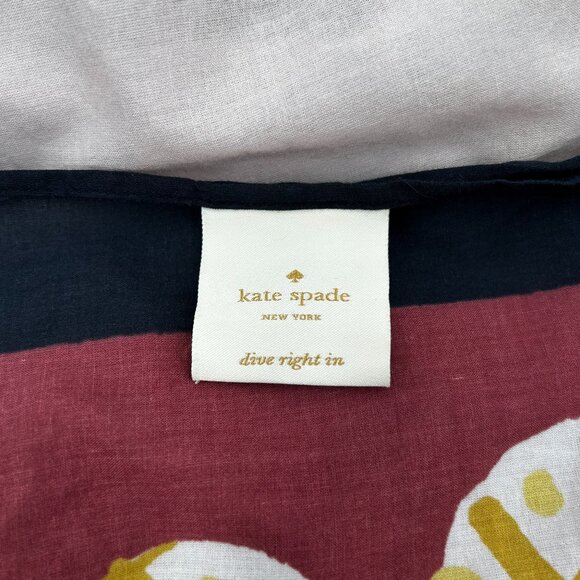 kate spade
NEW YORK
dive right in